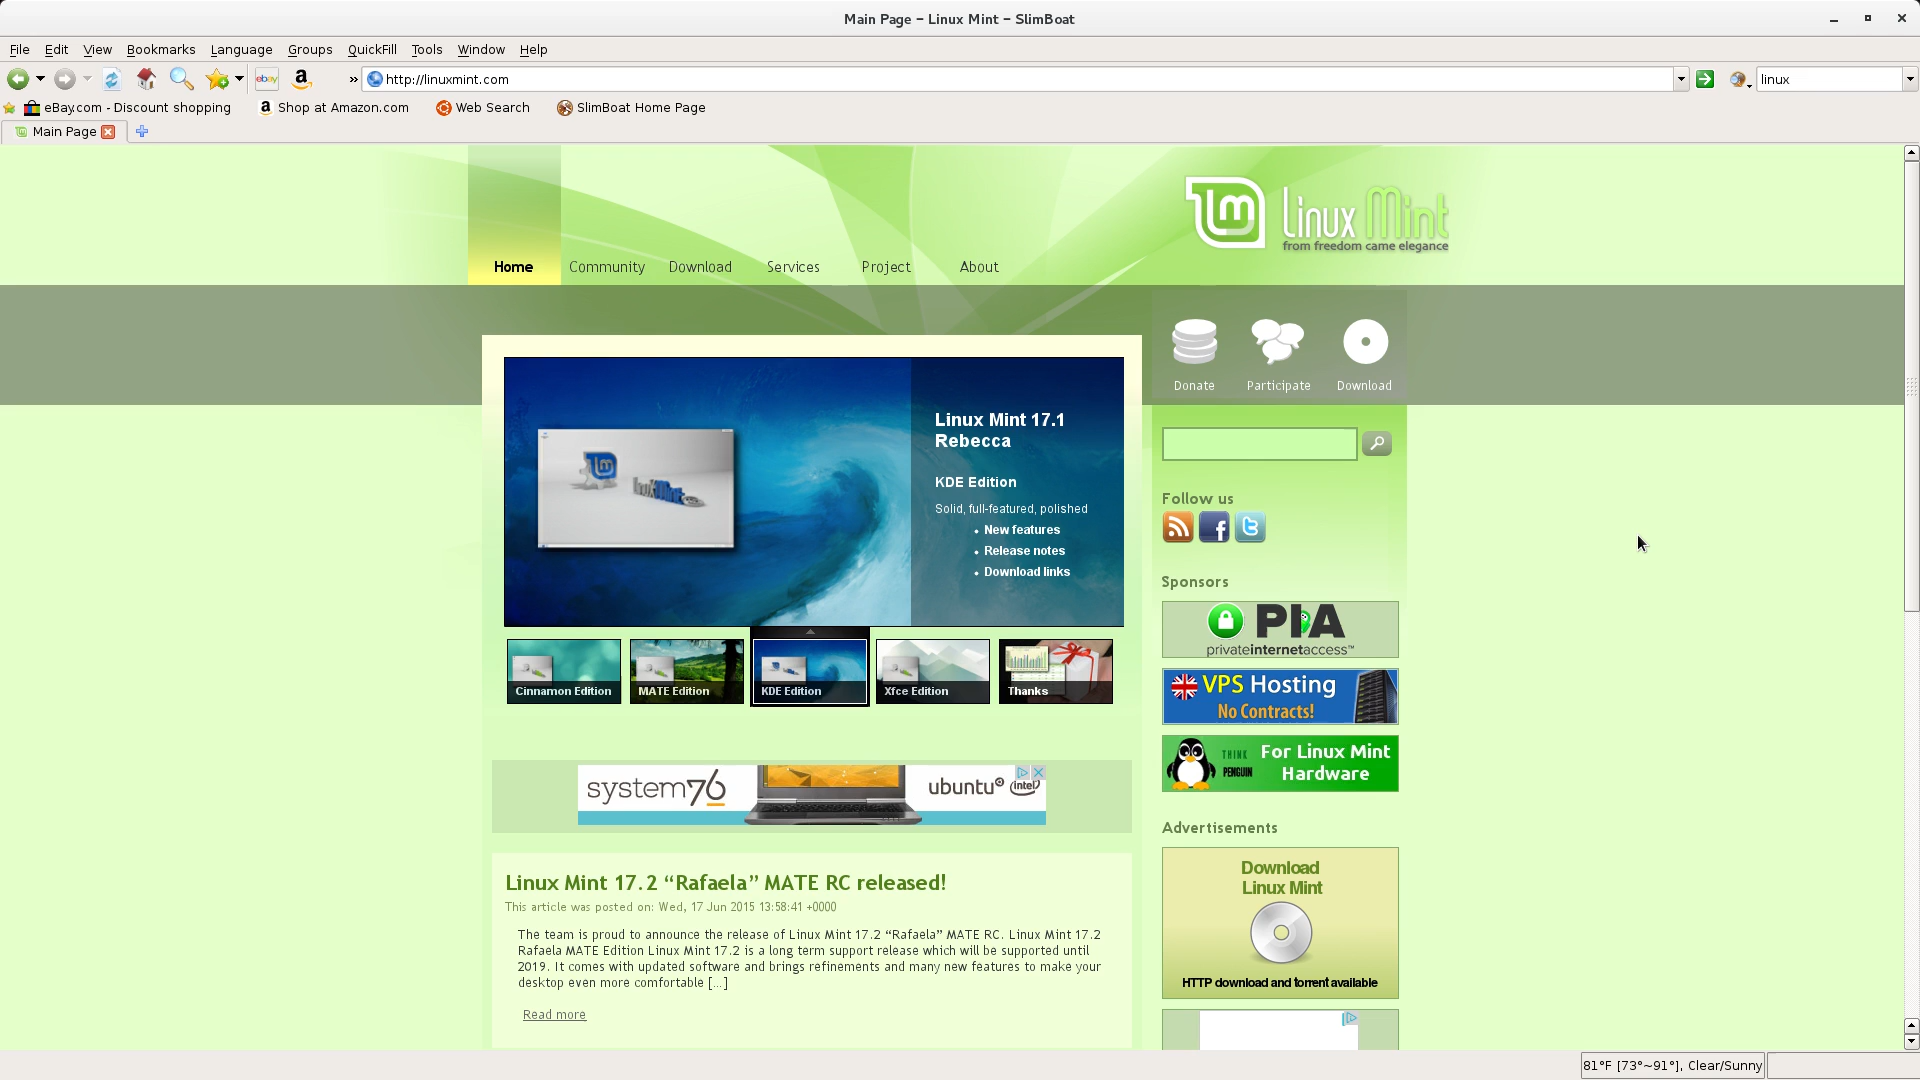 Main Page – Linux Mint – SlimBoat
File Edit View Bookmarks Language Groups QuickFill Tools Window Help
ebay a » http://linuxmint.com linux
eBay.com - Discount shopping a Shop at Amazon.com Web Search SlimBoat Home Page
Main Page
Linux Mint
from freedom came elegance
Home Community Download Services Project About
Donate Participate Download
Linux Mint 17.1
Rebecca
KDE Edition
Solid, full-featured, polished
New features
Release notes
Download links
Cinnamon Edition MATE Edition KDE Edition Xfce Edition Thanks
system76 ubuntu intel
Linux Mint 17.2 “Rafaela” MATE RC released!
This article was posted on: Wed, 17 Jun 2015 13:58:41 +0000
The team is proud to announce the release of Linux Mint 17.2 “Rafaela” MATE RC. Linux Mint 17.2
Rafaela MATE Edition Linux Mint 17.2 is a long term support release which will be supported until
2019. It comes with updated software and brings refinements and many new features to make your
desktop even more comfortable […]
Read more
Follow us
Sponsors
PIA
privateinternetaccess™
VPS Hosting
No Contracts!
THINK
PENGUIN
For Linux Mint
Hardware
Advertisements
Download
Linux Mint
HTTP download and torrent available
81°F [73°~91°], Clear/Sunny